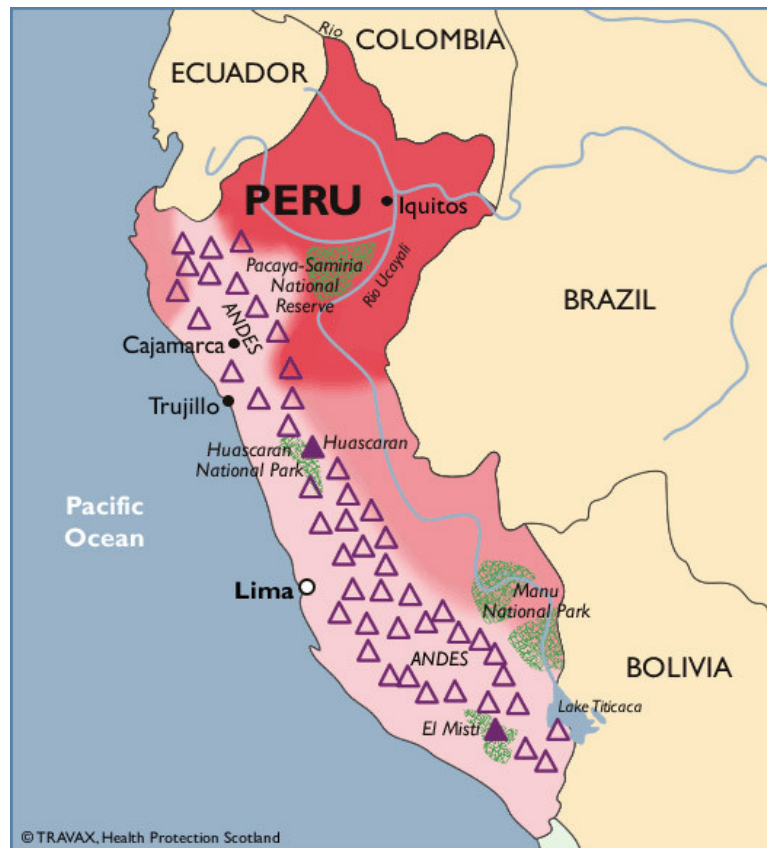 Rio
COLOMBIA
ECUADOR
PERU
Iquitos
Pacaya-Samiria
National
Reserve
Rio Ucayali
BRAZIL
ANDES
Cajamarca
Trujillo
Huascaran
Huascaran
National Park
Pacific
Ocean
Lima
Manu
National Park
ANDES
BOLIVIA
Lake Titicaca
El Misti
© TRAVAX, Health Protection Scotland